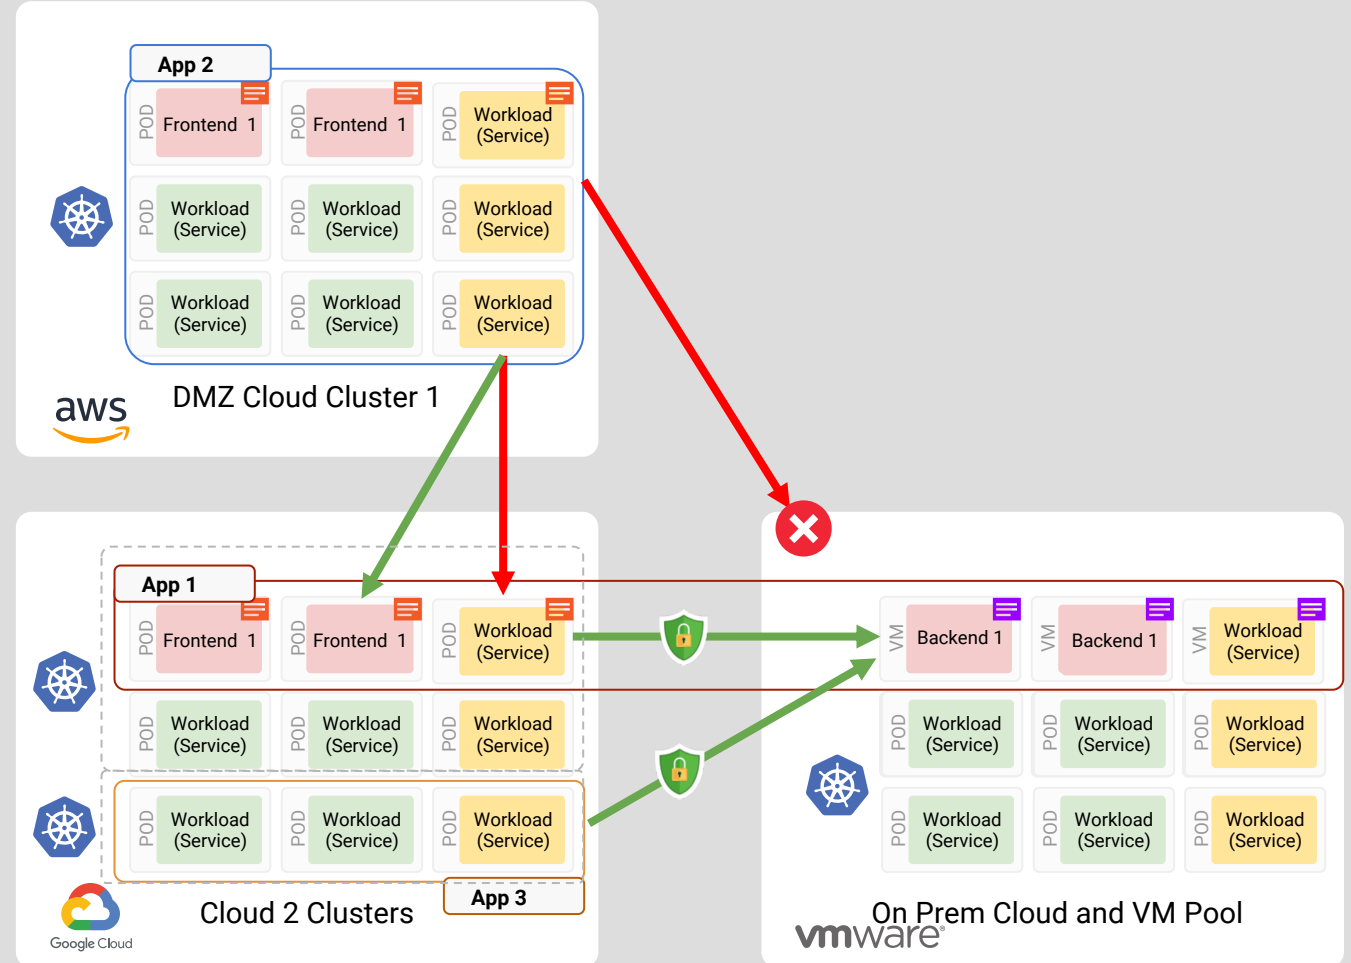 App 2
POD
Frontend 1
POD
Frontend 1
POD
Workload
(Service)
POD
Workload
(Service)
POD
Workload
(Service)
POD
Workload
(Service)
POD
Workload
(Service)
POD
Workload
(Service)
POD
Workload
(Service)
DMZ Cloud Cluster 1
aws
App 1
POD
Frontend 1
POD
Frontend 1
POD
Workload
(Service)
VM
Backend 1
VM
Backend 1
VM
Workload
(Service)
POD
Workload
(Service)
POD
Workload
(Service)
POD
Workload
(Service)
POD
Workload
(Service)
POD
Workload
(Service)
POD
Workload
(Service)
POD
Workload
(Service)
POD
Workload
(Service)
POD
Workload
(Service)
POD
Workload
(Service)
POD
Workload
(Service)
POD
Workload
(Service)
App 3
Cloud 2 Clusters
Google Cloud
On Prem Cloud and VM Pool
vmware®